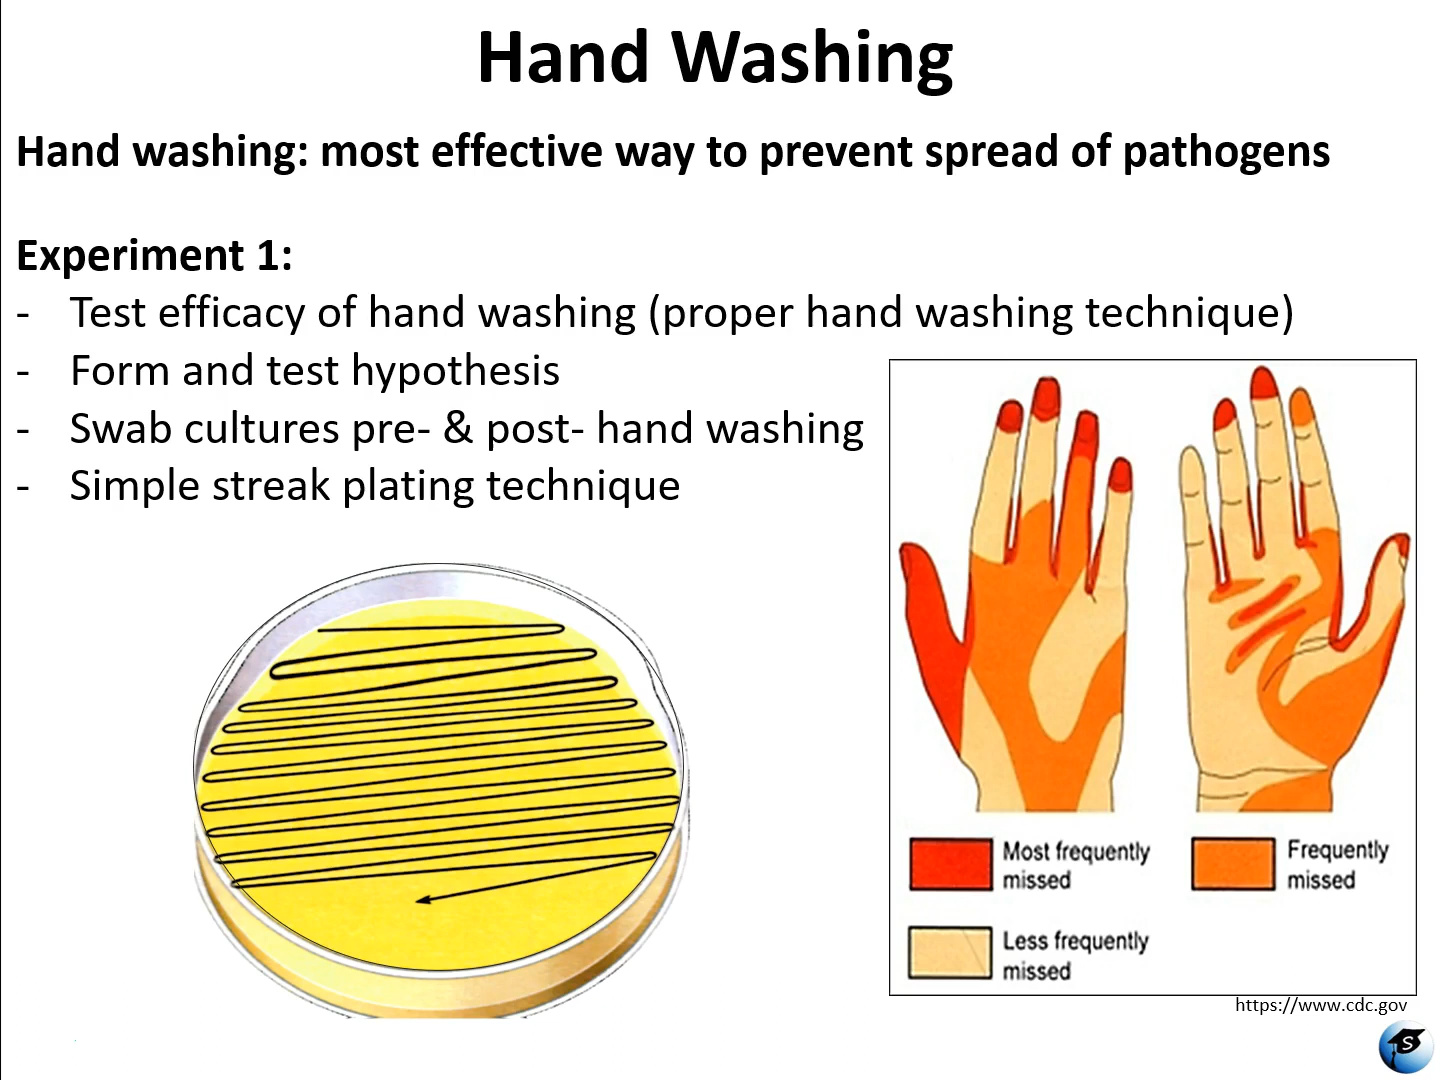 Hand Washing
Hand washing: most effective way to prevent spread of pathogens
Experiment 1:
- Test efficacy of hand washing (proper hand washing technique)
- Form and test hypothesis
- Swab cultures pre- & post- hand washing
- Simple streak plating technique
Most frequently
missed
Frequently
missed
Less frequently
missed
https://www.cdc.gov
S